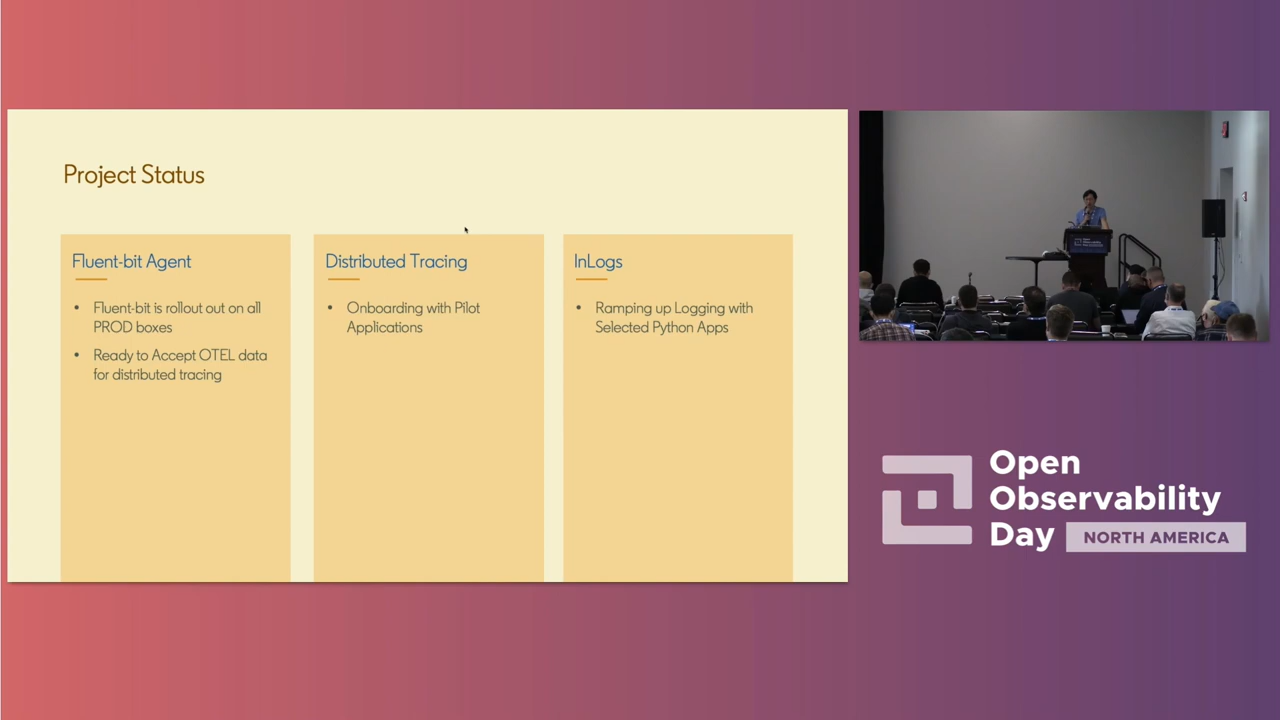 Project Status
Fluent-bit Agent
• Fluent-bit is rollout out on all
PROD boxes
• Ready to Accept OTEL data
for distributed tracing
Distributed Tracing
• Onboarding with Pilot
Applications
InLogs
• Ramping up Logging with
Selected Python Apps
Open
Observability
Day NORTH AMERICA